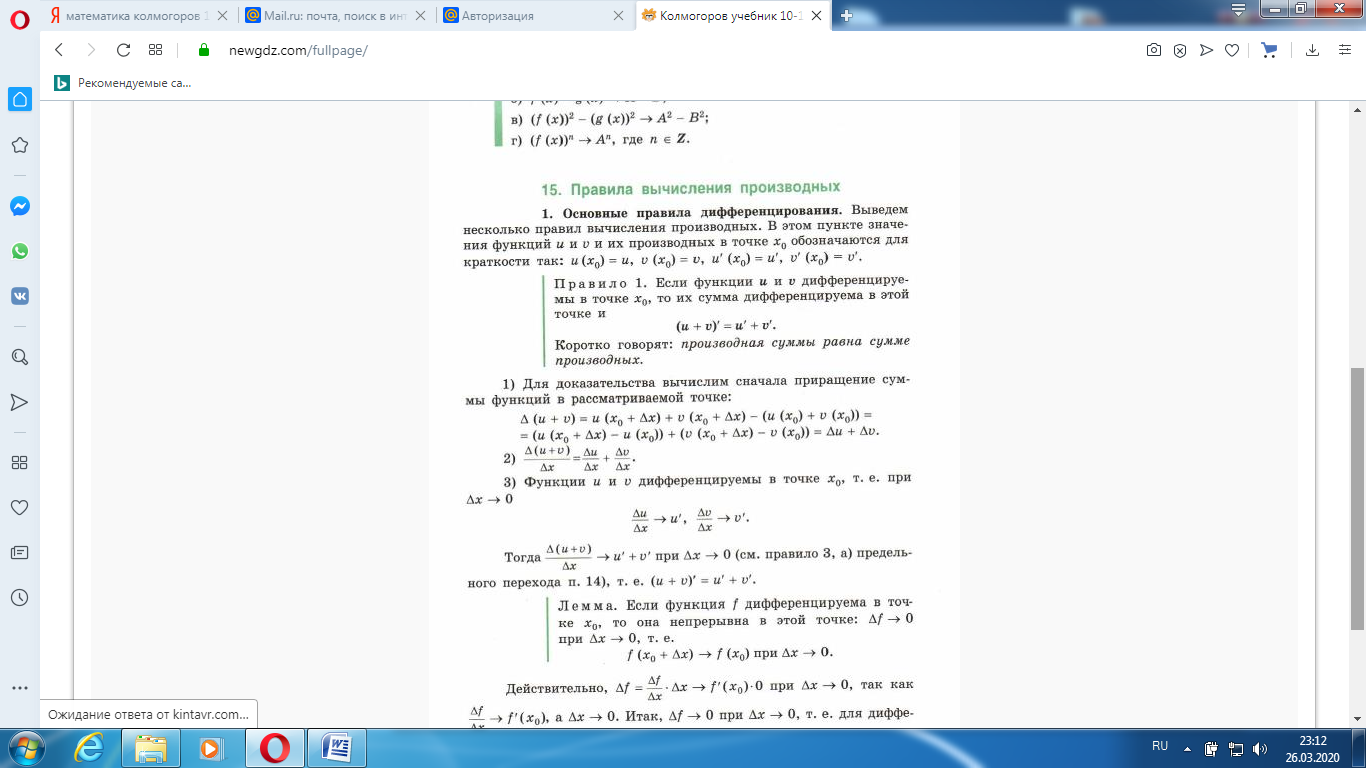 математика колмогоров 1
Mail.ru: почта, поиск в инт
Авторизация
Колмогоров учебник 10-1
newgdz.com/fullpage/
Рекомендуемые са...
в) (f (x))² − (g (x))² → A² − B²;
г) (f (x))ⁿ → Aⁿ, где n ∈ Z.
15. Правила вычисления производных
1. Основные правила дифференцирования. Выведем
несколько правил вычисления производных. В этом пункте значе-
ния функций u и v и их производных в точке x₀ обозначаются для
краткости так: u (x₀) = u, v (x₀) = v, u′ (x₀) = u′, v′ (x₀) = v′.
Правило 1. Если функции u и v дифференцируе-
мы в точке x₀, то их сумма дифференцируема в этой
точке и
(u + v)′ = u′ + v′.
Коротко говорят: производная суммы равна сумме
производных.
1) Для доказательства вычислим сначала приращение сум-
мы функций в рассматриваемой точке:
Δ (u + v) = u (x₀ + Δx) + v (x₀ + Δx) − (u (x₀) + v (x₀)) =
= (u (x₀ + Δx) − u (x₀)) + (v (x₀ + Δx) − v (x₀)) = Δu + Δv.
2) Δ(u+v)/Δx = Δu/Δx + Δv/Δx.
3) Функции u и v дифференцируемы в точке x₀, т. е. при
Δx → 0
Δu/Δx → u′, Δv/Δx → v′.
Тогда Δ(u+v)/Δx → u′ + v′ при Δx → 0 (см. правило 3, а) предель-
ного перехода п. 14), т. е. (u + v)′ = u′ + v′.
Лемма. Если функция f дифференцируема в точ-
ке x₀, то она непрерывна в этой точке: Δf → 0
при Δx → 0, т. е.
f (x₀ + Δx) → f (x₀) при Δx → 0.
Действительно, Δf = Δf/Δx · Δx → f′(x₀)·0 при Δx → 0, так как
Δf/Δx → f′(x₀), а Δx → 0. Итак, Δf → 0 при Δx → 0, т. е. для диффе-
Ожидание ответа от kintavr.com...
RU
23:12
26.03.2020